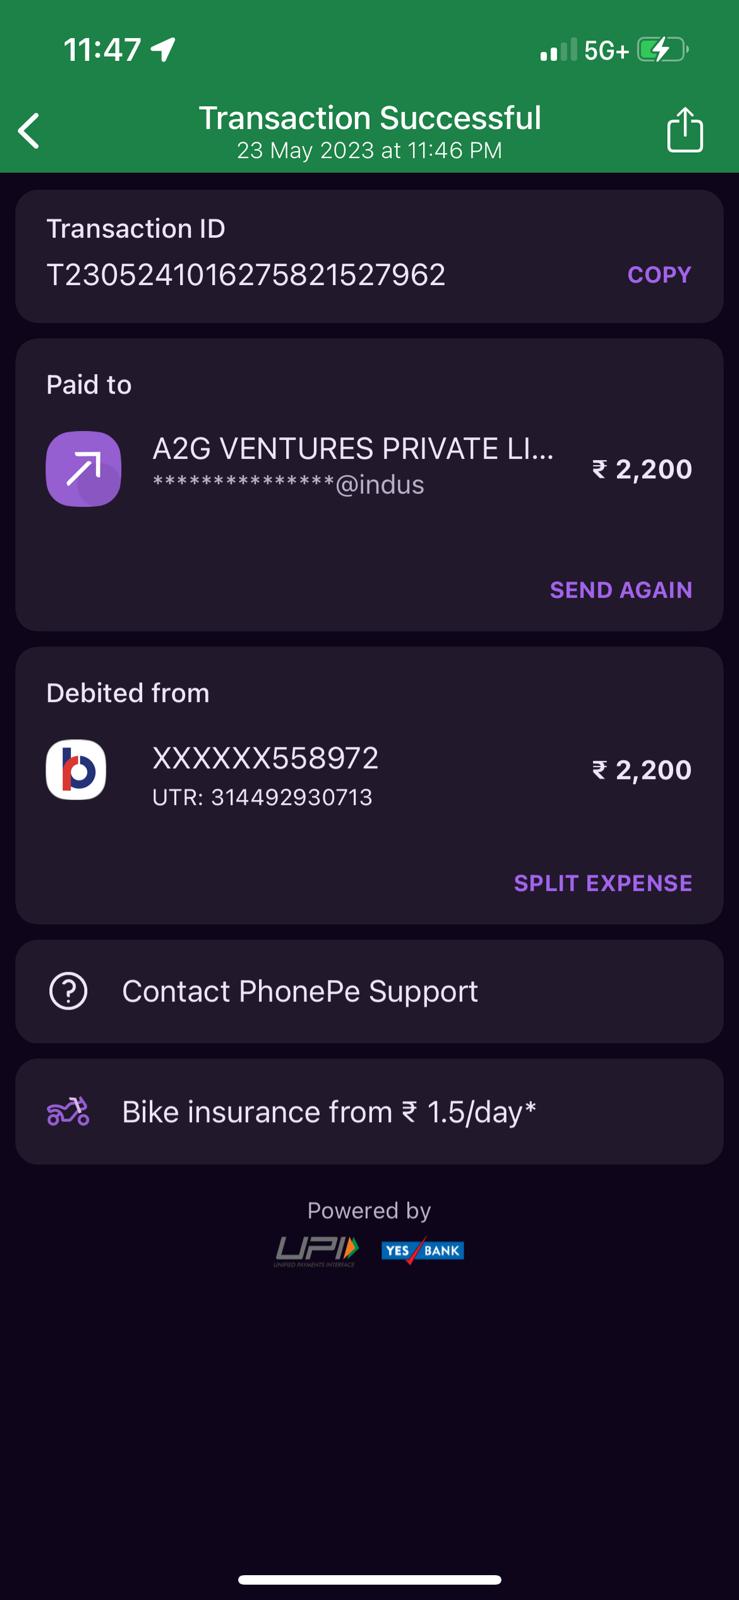 11:47
5G+
Transaction Successful
23 May 2023 at 11:46 PM
Transaction ID
T2305241016275821527962
COPY
Paid to
A2G VENTURES PRIVATE LI...
***************@indus
₹ 2,200
SEND AGAIN
Debited from
XXXXXX558972
₹ 2,200
UTR: 314492930713
SPLIT EXPENSE
Contact PhonePe Support
Bike insurance from ₹ 1.5/day*
Powered by
UPI
UNIFIED PAYMENTS INTERFACE
YES BANK